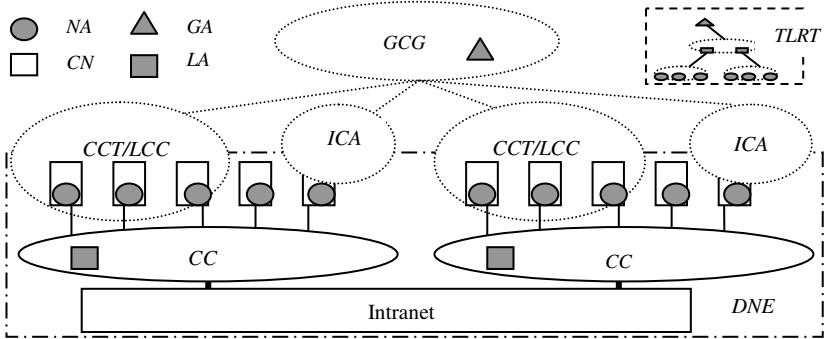 NA
GA
GCG
TLRT
CN
LA
CCT/LCC
ICA
CCT/LCC
ICA
CC
CC
Intranet
DNE